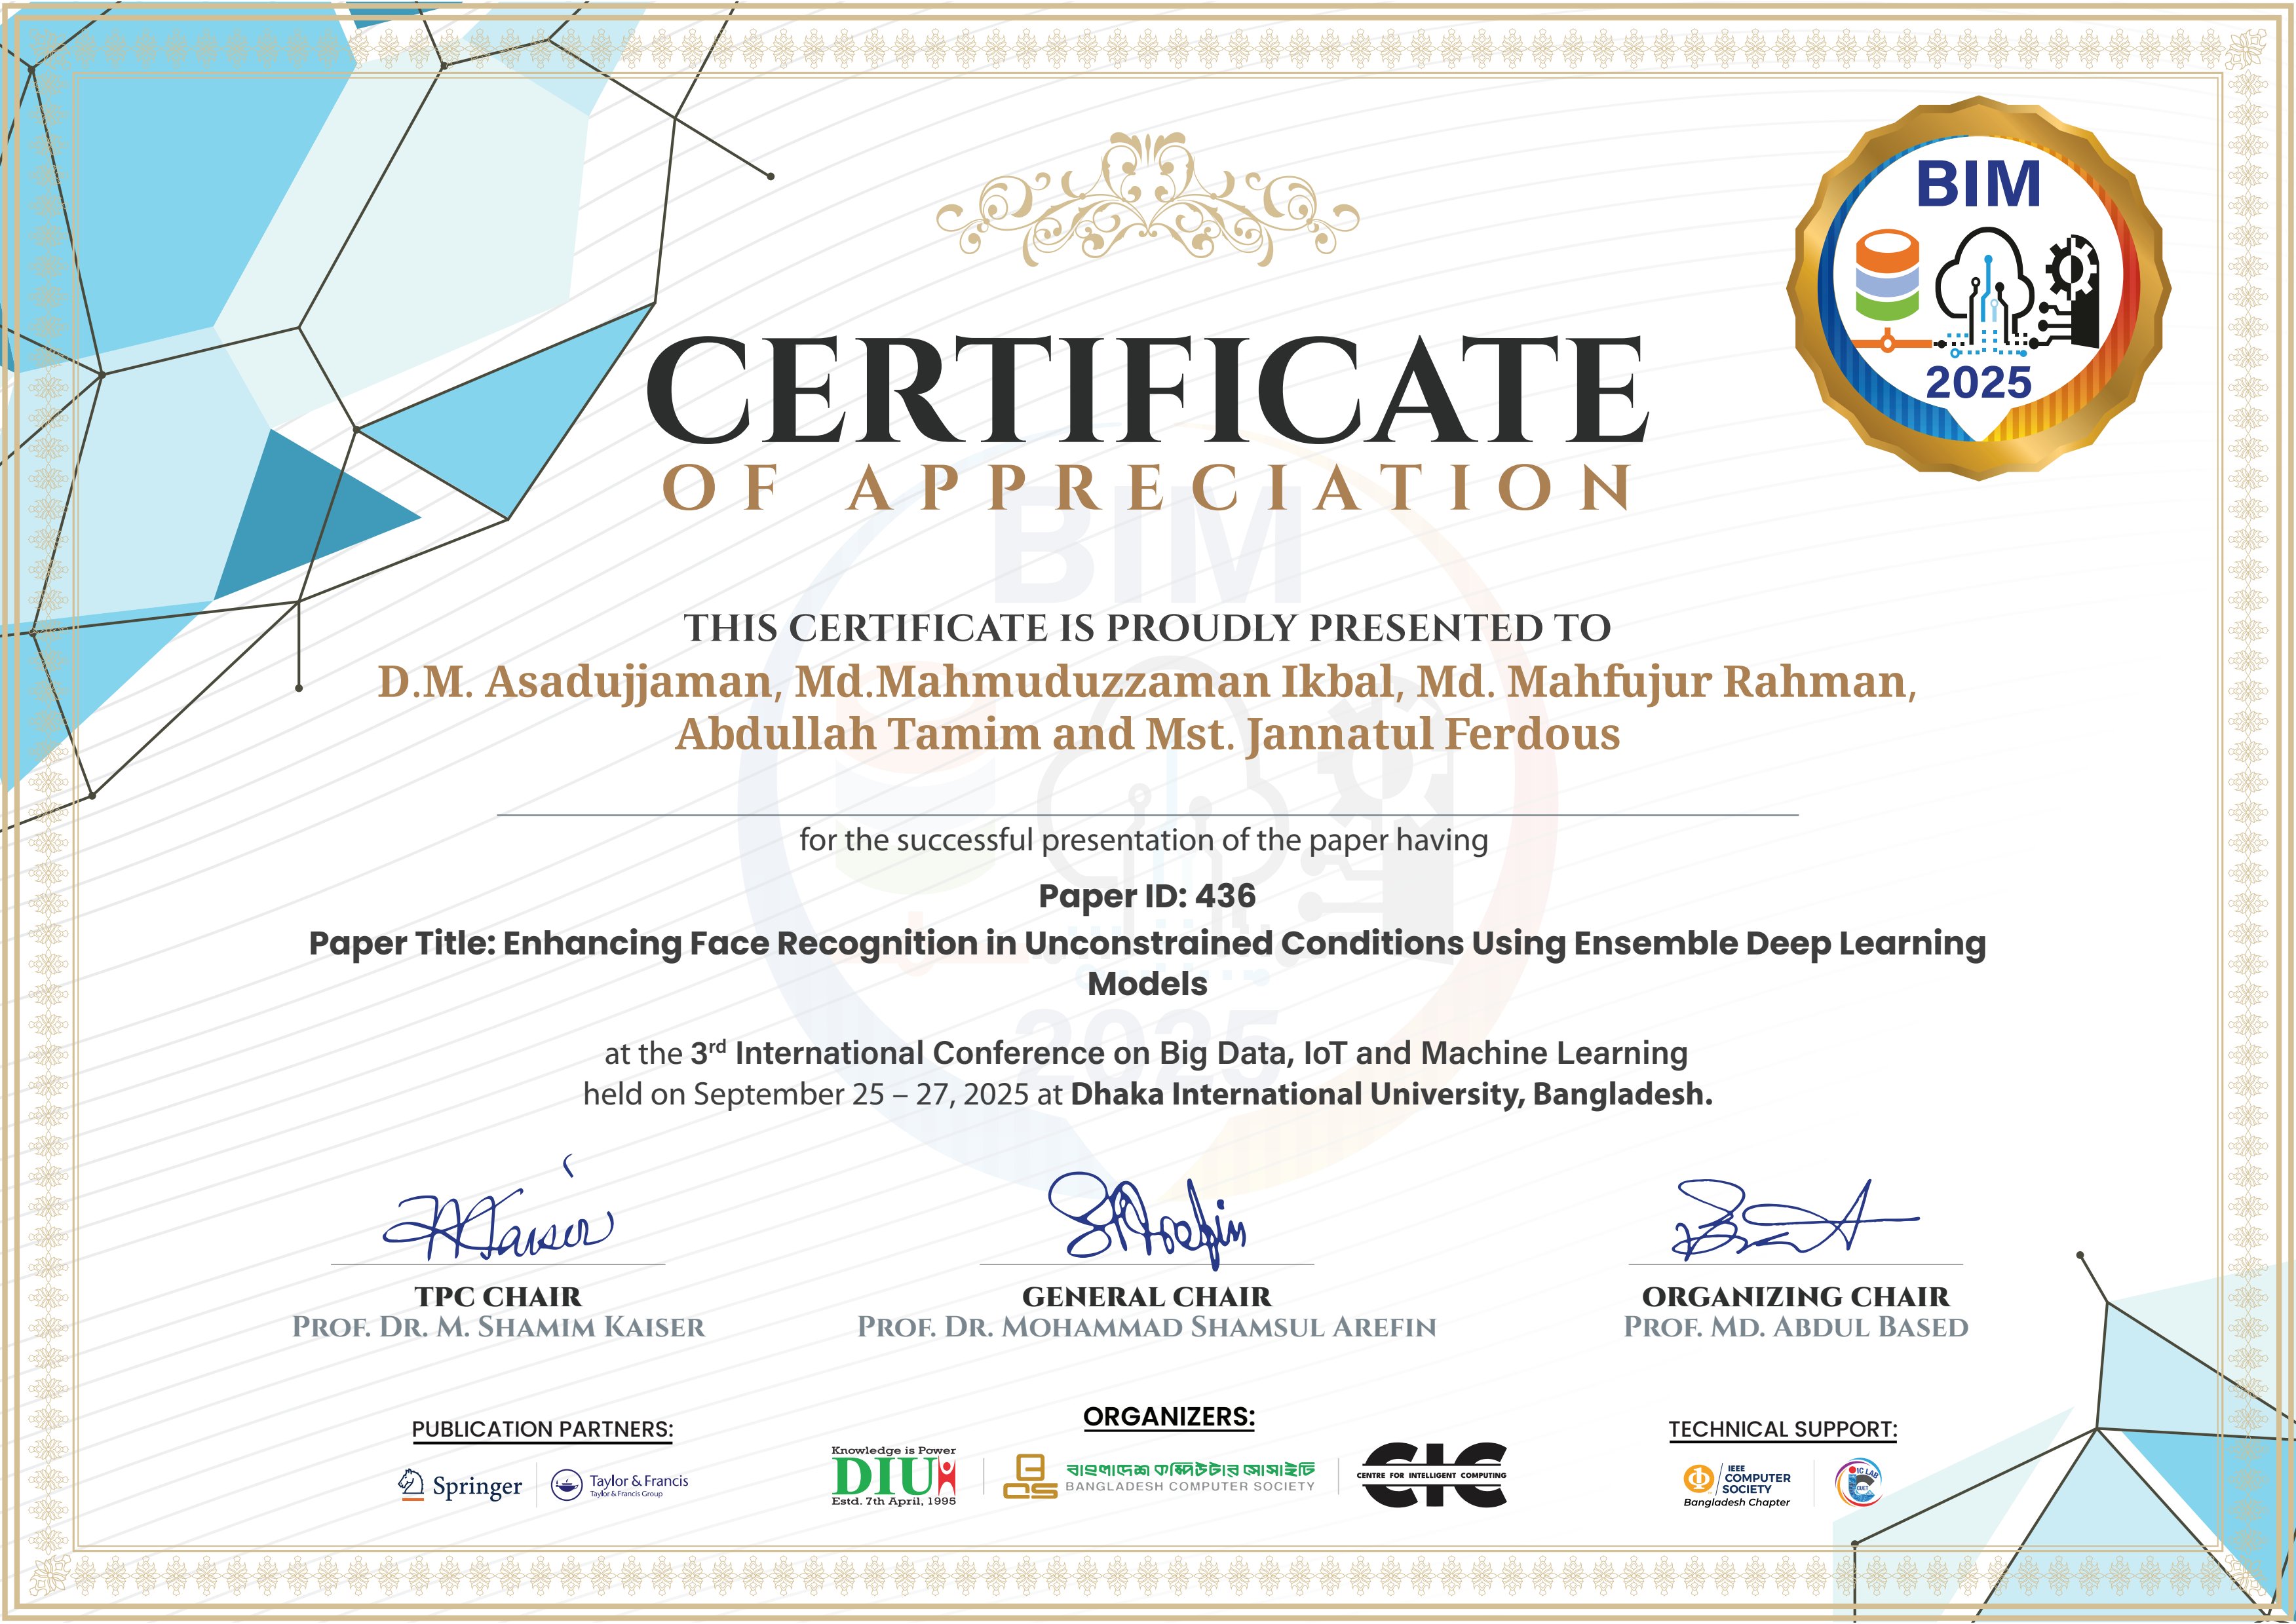 BIM
2025
CERTIFICATE
OF APPRECIATION
THIS CERTIFICATE IS PROUDLY PRESENTED TO
D.M. Asadujjaman, Md.Mahmuduzzaman Ikbal, Md. Mahfujur Rahman,
Abdullah Tamim and Mst. Jannatul Ferdous
for the successful presentation of the paper having
Paper ID: 436
Paper Title: Enhancing Face Recognition in Unconstrained Conditions Using Ensemble Deep Learning
Models
at the 3rd International Conference on Big Data, IoT and Machine Learning
held on September 25 – 27, 2025 at Dhaka International University, Bangladesh.
TPC CHAIR
PROF. DR. M. SHAMIM KAISER
GENERAL CHAIR
PROF. DR. MOHAMMAD SHAMSUL AREFIN
ORGANIZING CHAIR
PROF. MD. ABDUL BASED
PUBLICATION PARTNERS:
Springer
Taylor & Francis
Taylor & Francis Group
ORGANIZERS:
Knowledge is Power
DIU
Estd. 7th April, 1995
বাংলাদেশ কম্পিউটার সোসাইটি
BANGLADESH COMPUTER SOCIETY
CIC
CENTRE FOR INTELLIGENT COMPUTING
TECHNICAL SUPPORT:
IEEE
COMPUTER
SOCIETY
Bangladesh Chapter
IC LAB
CUET